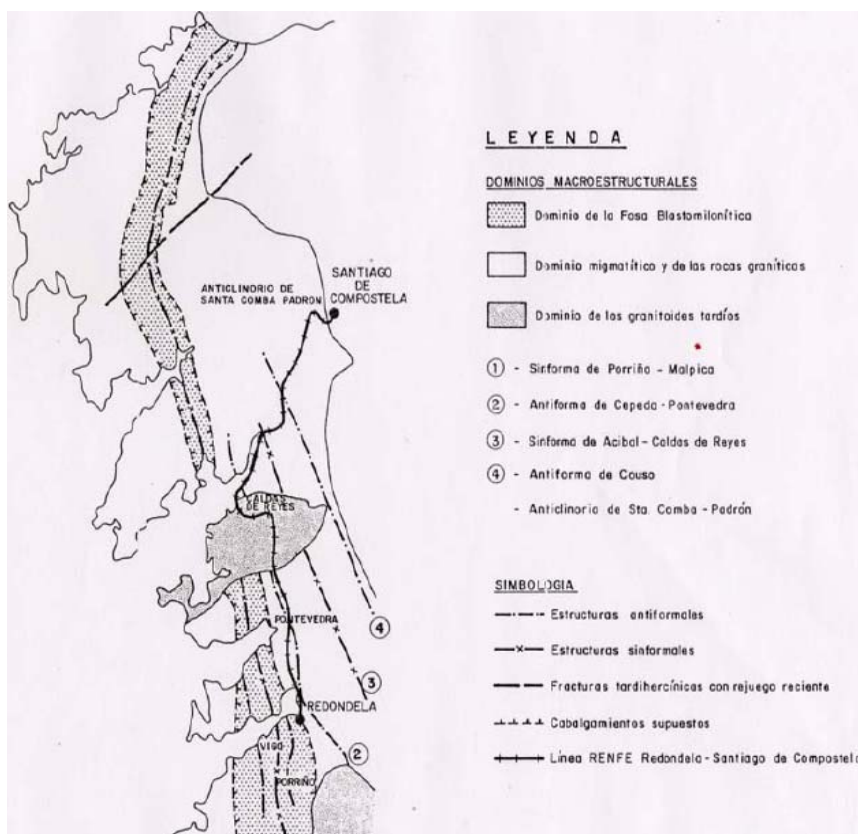 ANTICLINORIO DE
SANTA COMBA PADRON
SANTIAGO
DE
COMPOSTELA
CALDAS
DE REYES
PONTEVEDRA
4
3
REDONDELA
VIGO
2
PORRIÑO
LEYENDA
DOMINIOS MACROESTRUCTURALES
Dominio de la Fosa Blastomilonítica
Dominio migmatítico y de las rocas graníticas
Dominio de los granitoides tardíos
1 - Sinforma de Porriño - Malpica
2 - Antiforma de Cepeda - Pontevedra
3 - Sinforma de Acibal - Caldas de Reyes
4 - Antiforma de Couso
- Anticlinorio de Sta. Comba - Padrón
SIMBOLOGIA
Estructuras antiformales
Estructuras sinformales
Fracturas tardihercínicas con rejuego reciente
Cabalgamientos supuestos
Línea RENFE Redondela - Santiago de Compostela